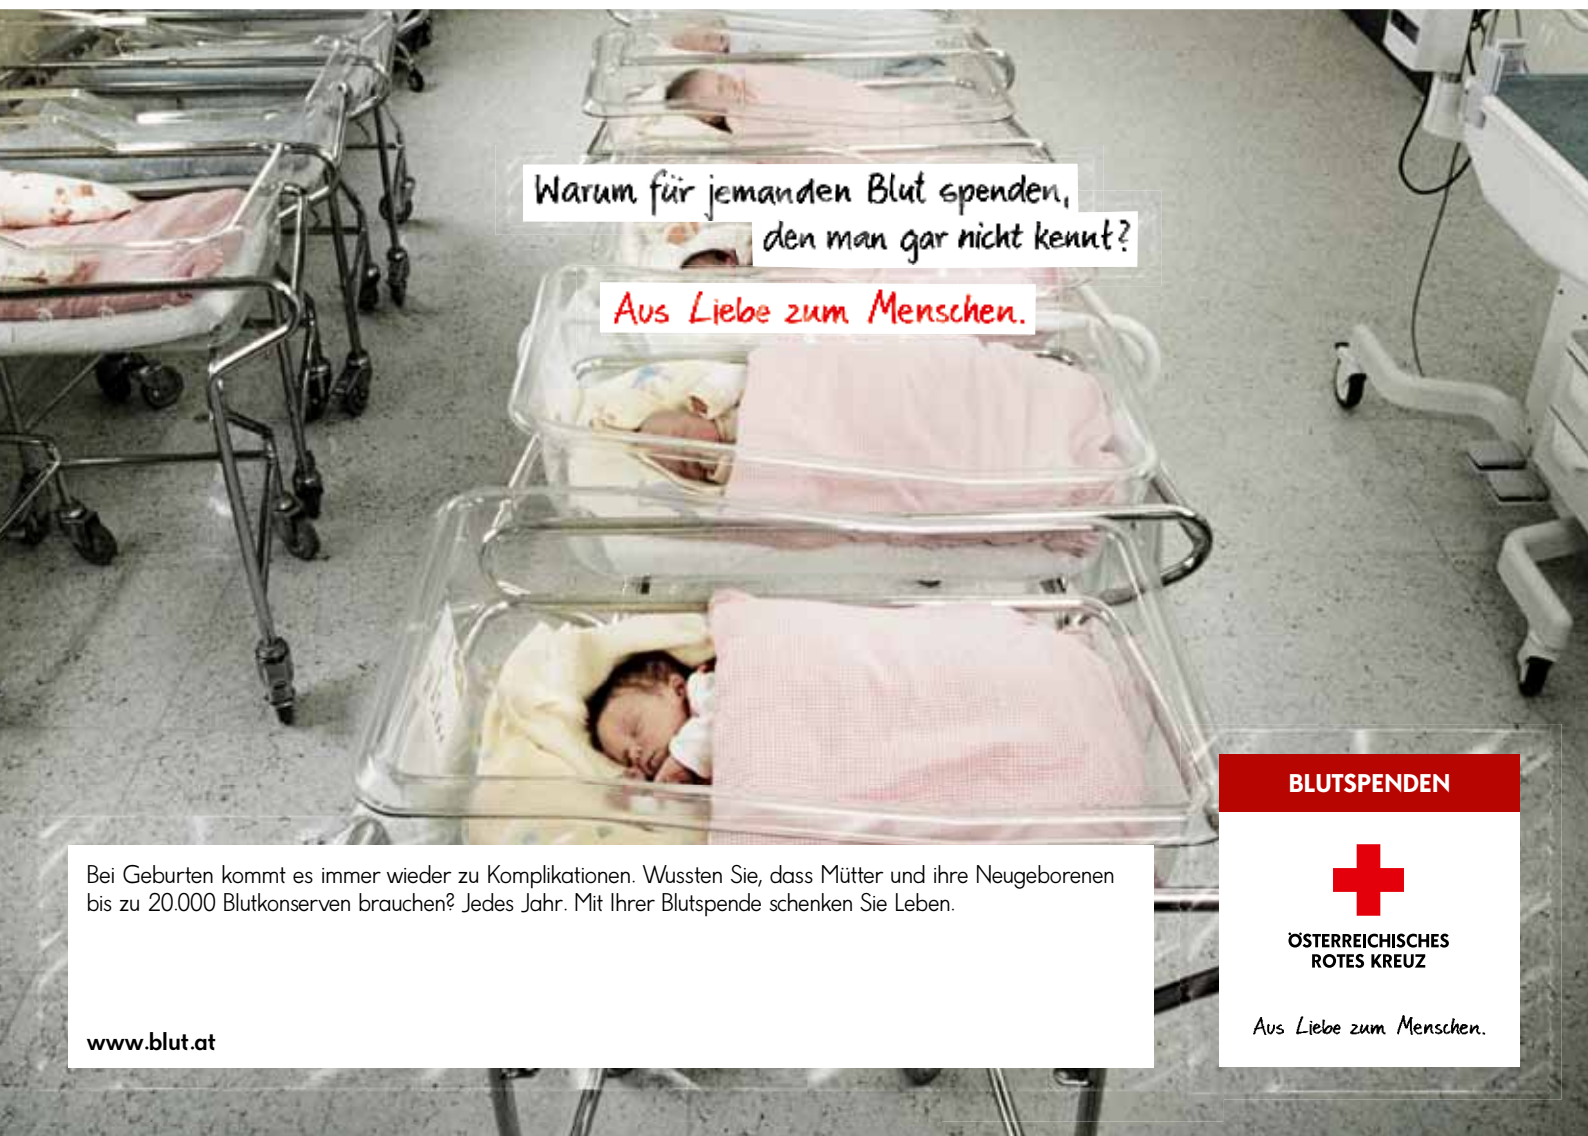 Warum für jemanden Blut spenden,
den man gar nicht kennt?
Aus Liebe zum Menschen.
Bei Geburten kommt es immer wieder zu Komplikationen. Wussten Sie, dass Mütter und ihre Neugeborenen
bis zu 20.000 Blutkonserven brauchen? Jedes Jahr. Mit Ihrer Blutspende schenken Sie Leben.
www.blut.at
BLUTSPENDEN
ÖSTERREICHISCHES
ROTES KREUZ
Aus Liebe zum Menschen.